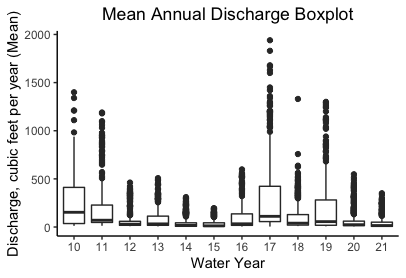 Mean Annual Discharge Boxplot
Discharge, cubic feet per year (Mean)
2000
1500
1000
500
0
10 11 12 13 14 15 16 17 18 19 20 21
Water Year